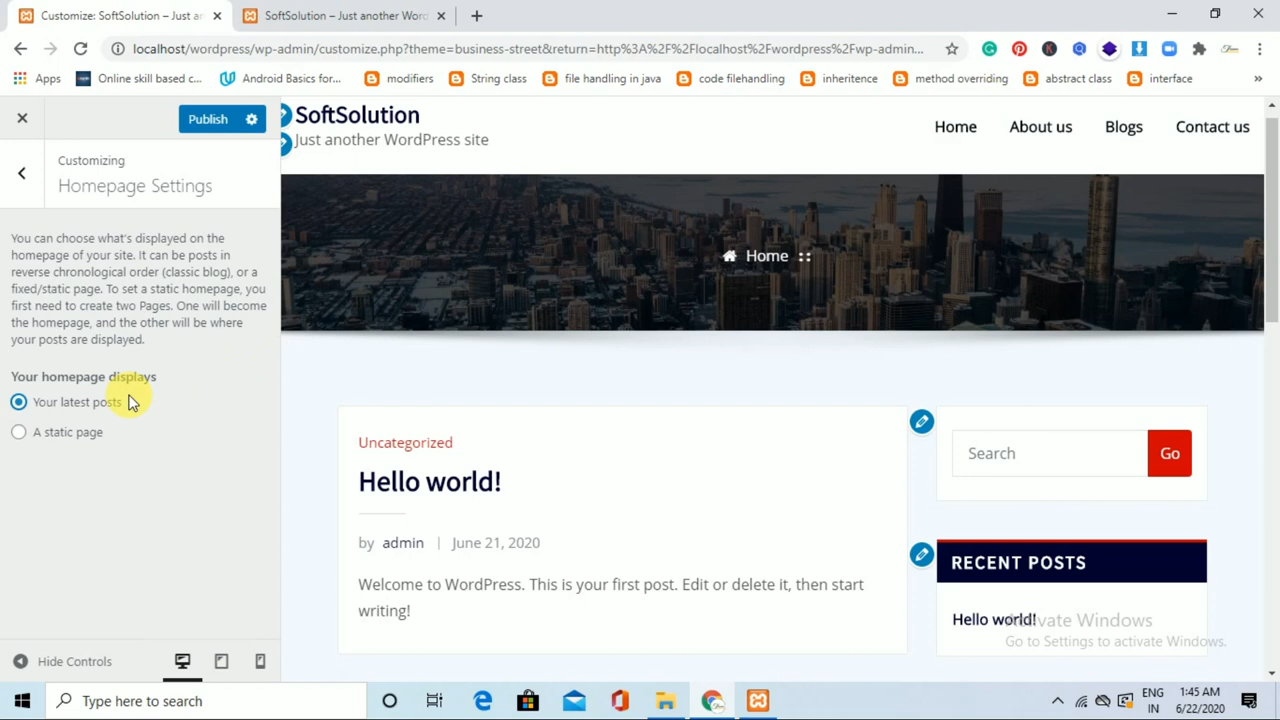 Customize: SoftSolution – Just ar
SoftSolution – Just another Word
localhost/wordpress/wp-admin/customize.php?theme=business-street&return=http%3A%2F%2Flocalhost%2Fwordpress%2Fwp-admin...
Apps
Online skill based c...
Android Basics for...
modifiers
String class
file handling in java
code filehandling
inheritence
method overriding
abstract class
interface
»
Publish
Customizing
Homepage Settings
You can choose what's displayed on the
homepage of your site. It can be posts in
reverse chronological order (classic blog), or a
fixed/static page. To set a static homepage, you
first need to create two Pages. One will become
the homepage, and the other will be where
your posts are displayed.
Your homepage displays
Your latest posts
A static page
Hide Controls
SoftSolution
Just another WordPress site
Home
About us
Blogs
Contact us
Home ::
Uncategorized
Hello world!
by admin | June 21, 2020
Welcome to WordPress. This is your first post. Edit or delete it, then start
writing!
Search
Go
RECENT POSTS
Hello world!
Activate Windows
Go to Settings to activate Windows.
Type here to search
ENG
IN
1:45 AM
6/22/2020